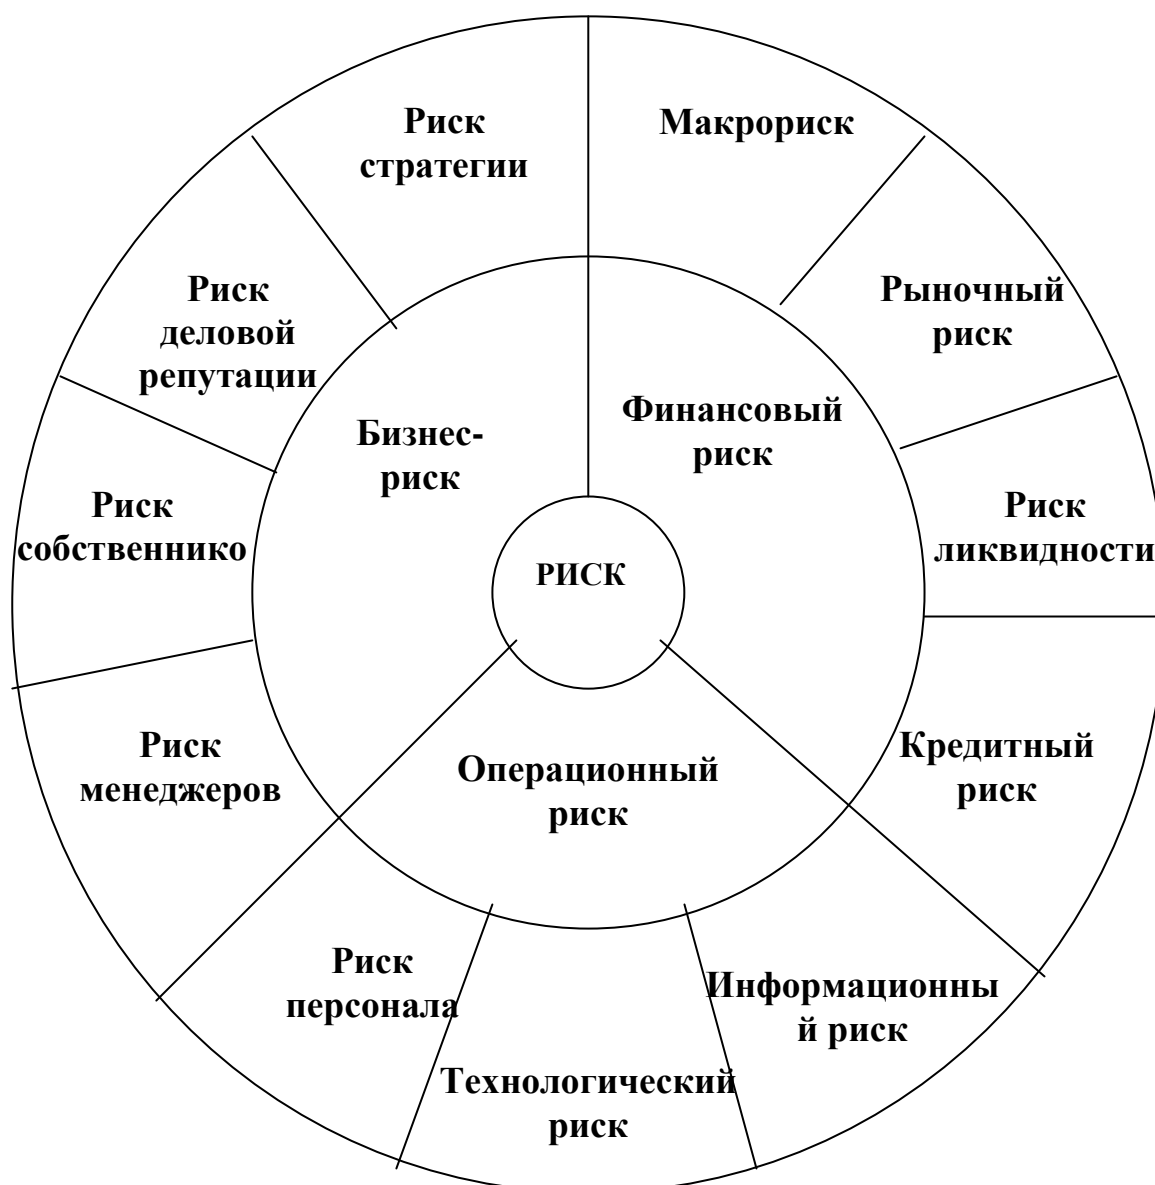 Риск
стратегии
Макрориск
Риск
деловой
репутации
Рыночный
риск
Бизнес-
риск
Финансовый
риск
Риск
собственнико
РИСК
Риск
ликвидности
Риск
менеджеров
Операционный
риск
Кредитный
риск
Риск
персонала
Технологический
риск
Информационны
й риск